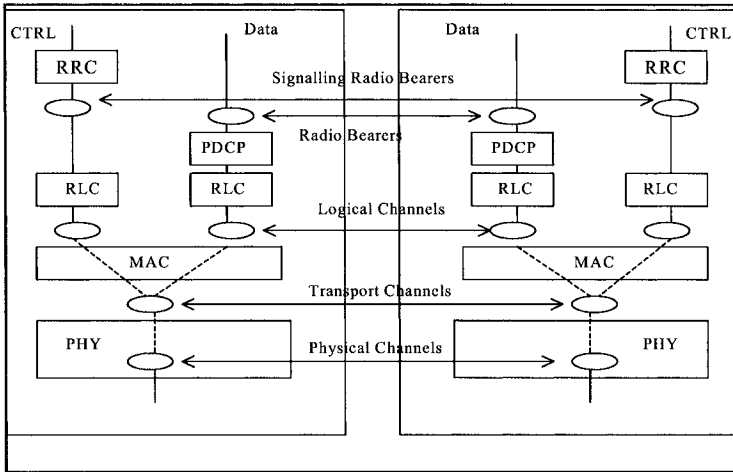 CTRL Data Data CTRL
RRC RRC
Signalling Radio Bearers
Radio Bearers
PDCP PDCP
RLC RLC RLC RLC
Logical Channels
MAC MAC
Transport Channels
PHY Physical Channels PHY